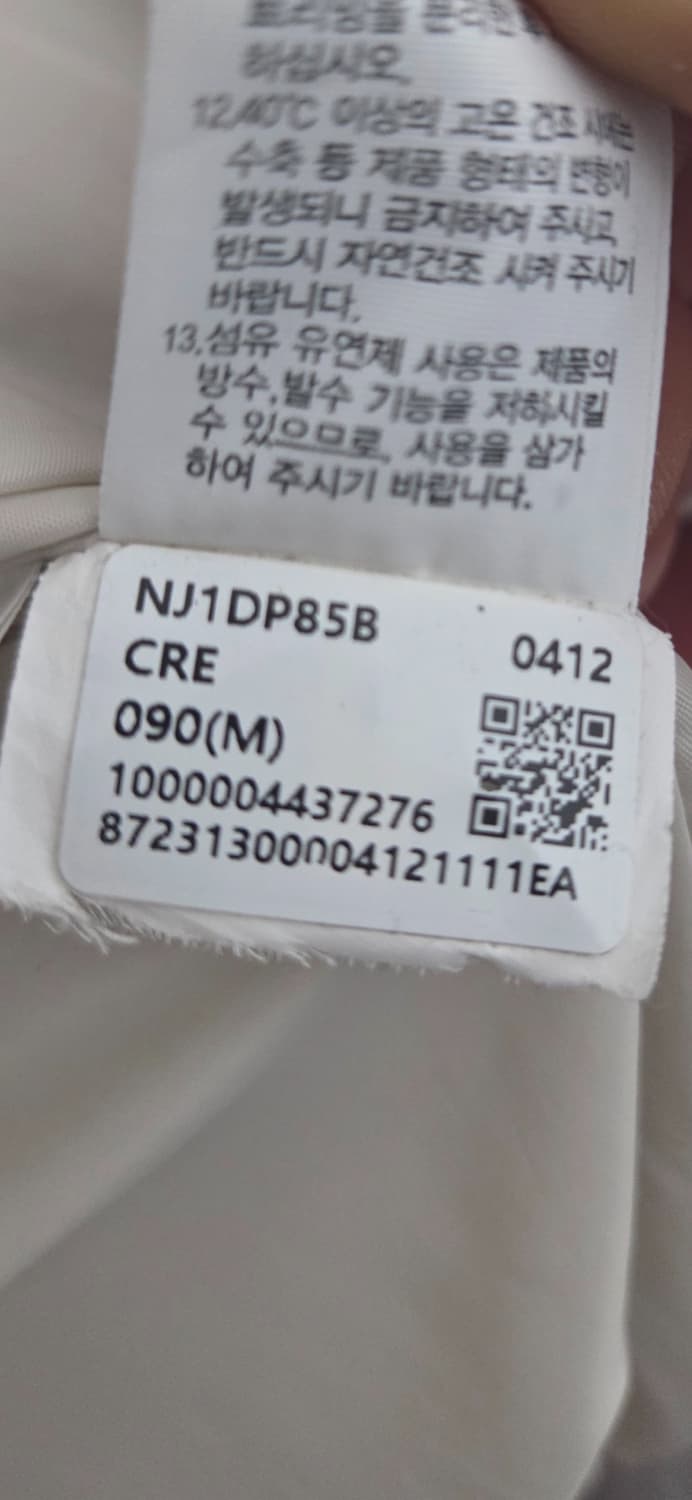 하십시오.
12.40℃ 이상의 고온 건조 시에는
수축 등 제품 형태의 변형이
발생되니 금지하여 주시고,
반드시 자연건조 시켜 주시기
바랍니다.
13.섬유 유연제 사용은 제품의
방수,발수 기능을 저하시킬
수 있으므로, 사용을 삼가
하여 주시기 바랍니다.
NJ1DP85B
0412
CRE
090(M)
1000004437276
87231300004121111EA